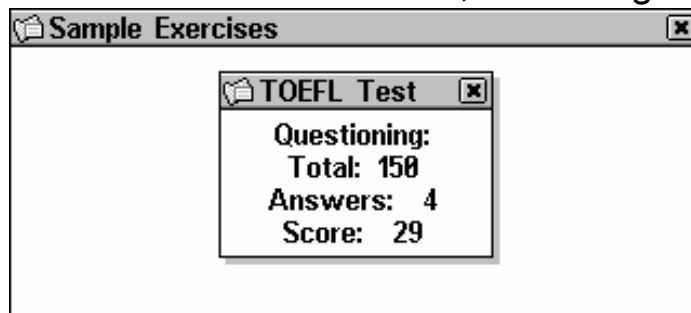 Sample Exercises
TOEFL Test
Questioning:
Total: 150
Answers: 4
Score: 29